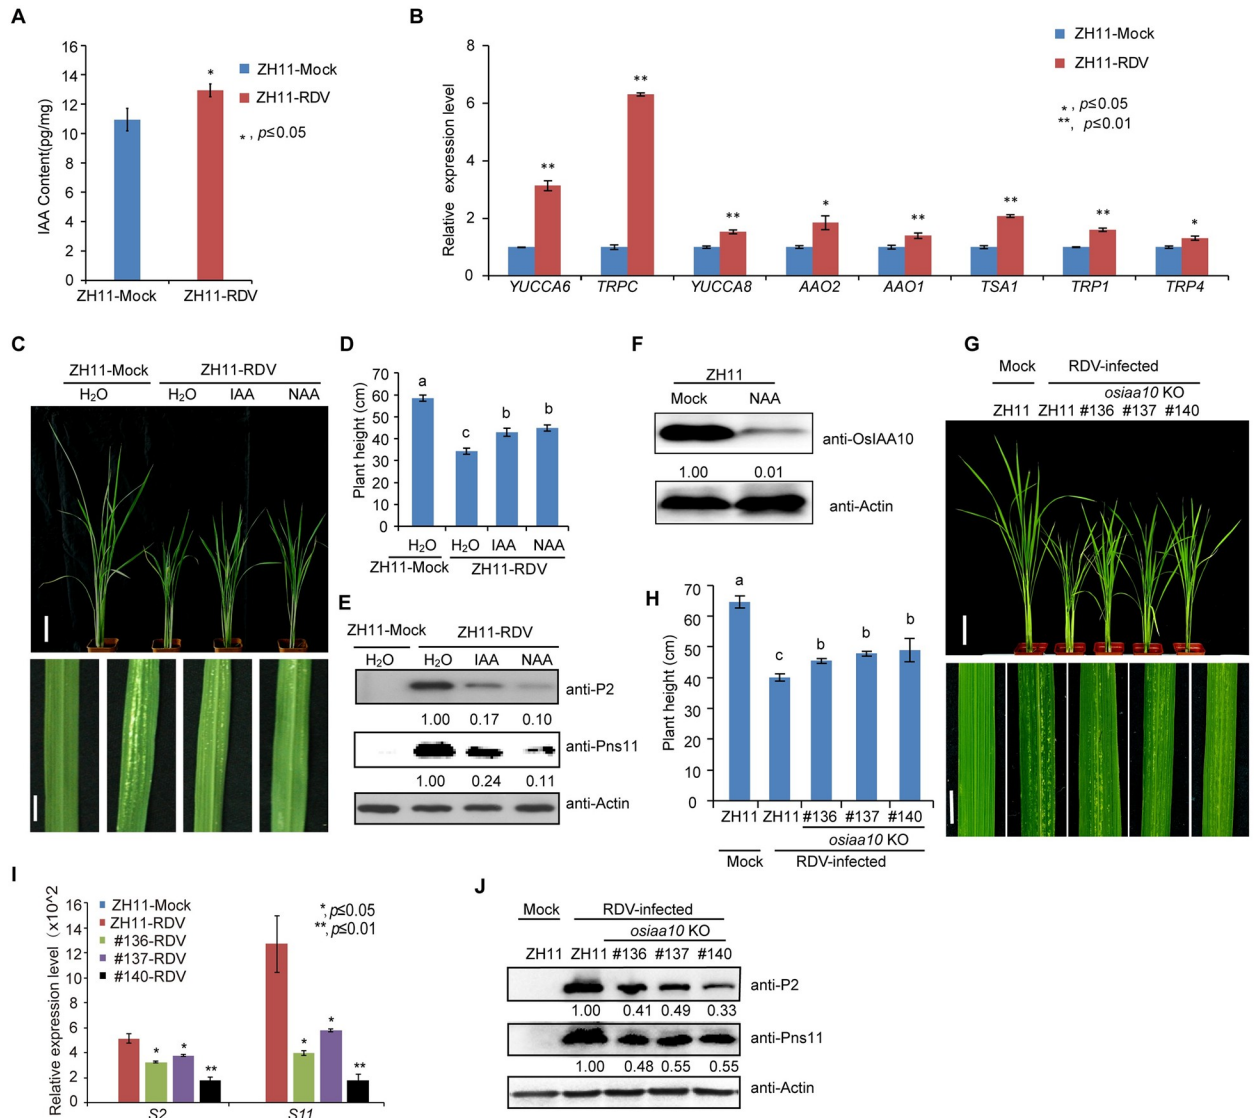 A
16
14
12
10
8
6
4
2
0
IAA Content(pg/mg)
*
ZH11-Mock
ZH11-RDV
ZH11-Mock
ZH11-RDV
*, p≤0.05
B
8
6
4
2
0
Relative expression level
** ** ** * ** ** ** *
YUCCA6 TRPC YUCCA8 AAO2 AAO1 TSA1 TRP1 TRP4
ZH11-Mock
ZH11-RDV
*, p≤0.05
**, p≤0.01
C
ZH11-Mock ZH11-RDV
H₂O H₂O IAA NAA
D
70
60
50
40
30
20
10
0
Plant height (cm)
a c b b
H₂O H₂O IAA NAA
ZH11-Mock ZH11-RDV
E
ZH11-Mock ZH11-RDV
H₂O H₂O IAA NAA
anti-P2
1.00 0.17 0.10
anti-Pns11
1.00 0.24 0.11
anti-Actin
F
ZH11
Mock NAA
anti-OsIAA10
1.00 0.01
anti-Actin
G
Mock RDV-infected
osiaa10 KO
ZH11 ZH11 #136 #137 #140
H
70
60
50
40
30
20
10
0
Plant height (cm)
a c b b b
ZH11 ZH11 #136 #137 #140
osiaa10 KO
Mock RDV-infected
I
16
14
12
10
8
6
4
2
0
Relative expression level (x10^2
ZH11-Mock
ZH11-RDV
#136-RDV
#137-RDV
#140-RDV
*, p≤0.05
**, p≤0.01
* * ** * * **
S2 S11
J
Mock RDV-infected
osiaa10 KO
ZH11 ZH11 #136 #137 #140
anti-P2
1.00 0.41 0.49 0.33
anti-Pns11
1.00 0.48 0.55 0.55
anti-Actin